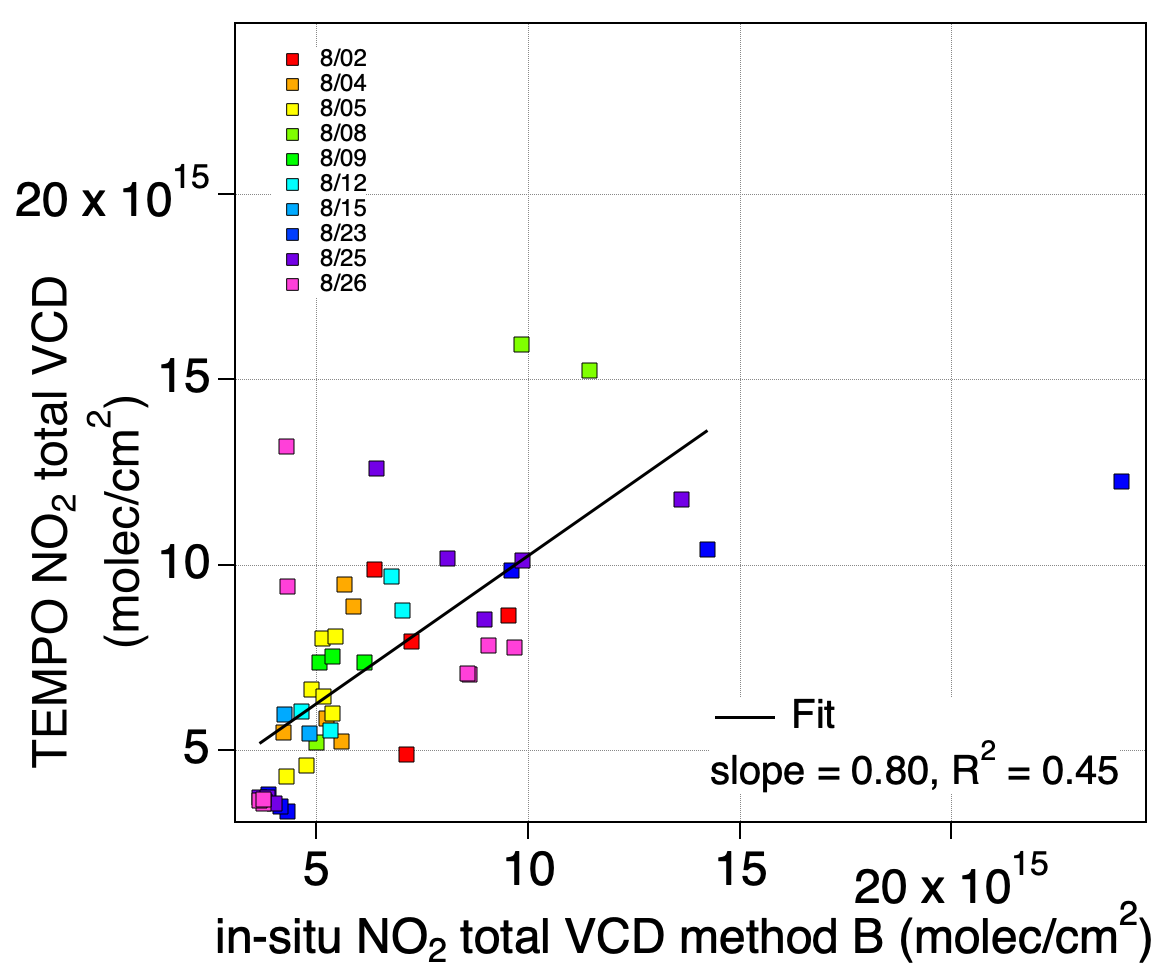 8/02
8/04
8/05
8/08
8/09
8/12
8/15
8/23
8/25
8/26
20 x 10¹⁵
15
10
5
TEMPO NO₂ total VCD
(molec/cm²)
Fit
slope = 0.80, R² = 0.45
5
10
15
20 x 10¹⁵
in-situ NO₂ total VCD method B (molec/cm²)